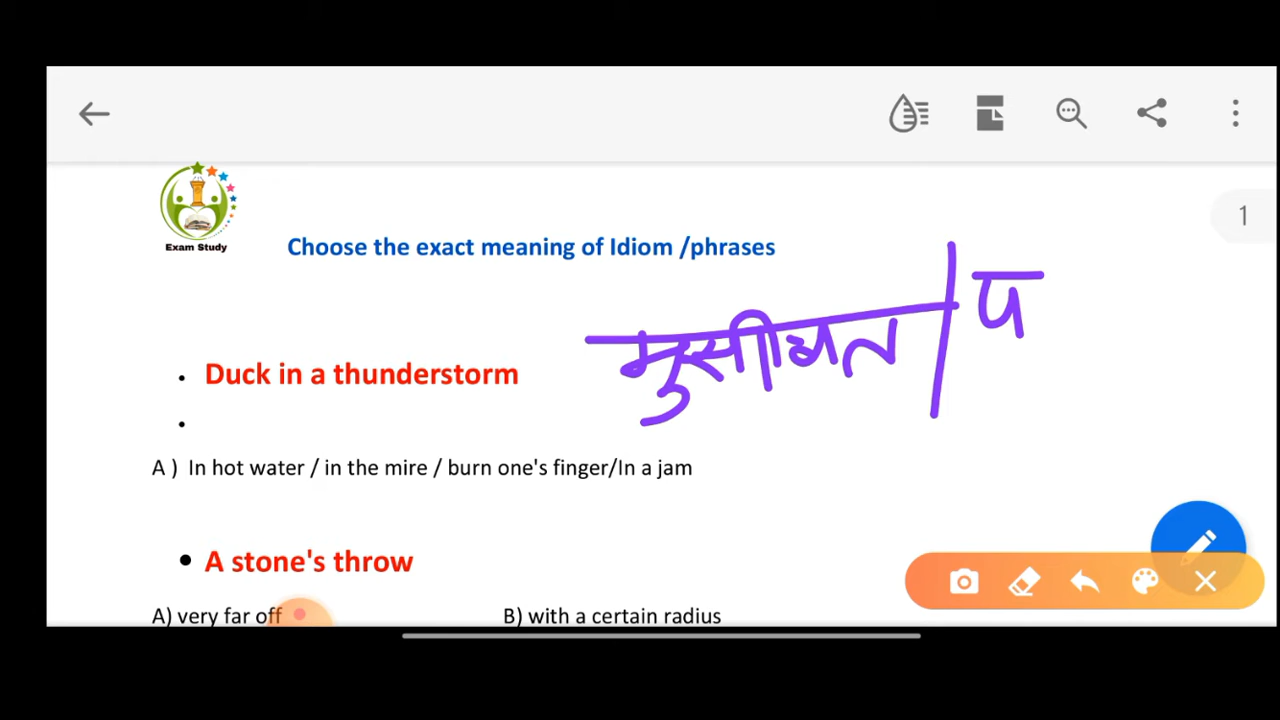 1
Exam Study
Choose the exact meaning of Idiom /phrases
मुसीबत | प
• Duck in a thunderstorm
•
A ) In hot water / in the mire / burn one's finger/In a jam
• A stone's throw
A) very far off B) with a certain radius